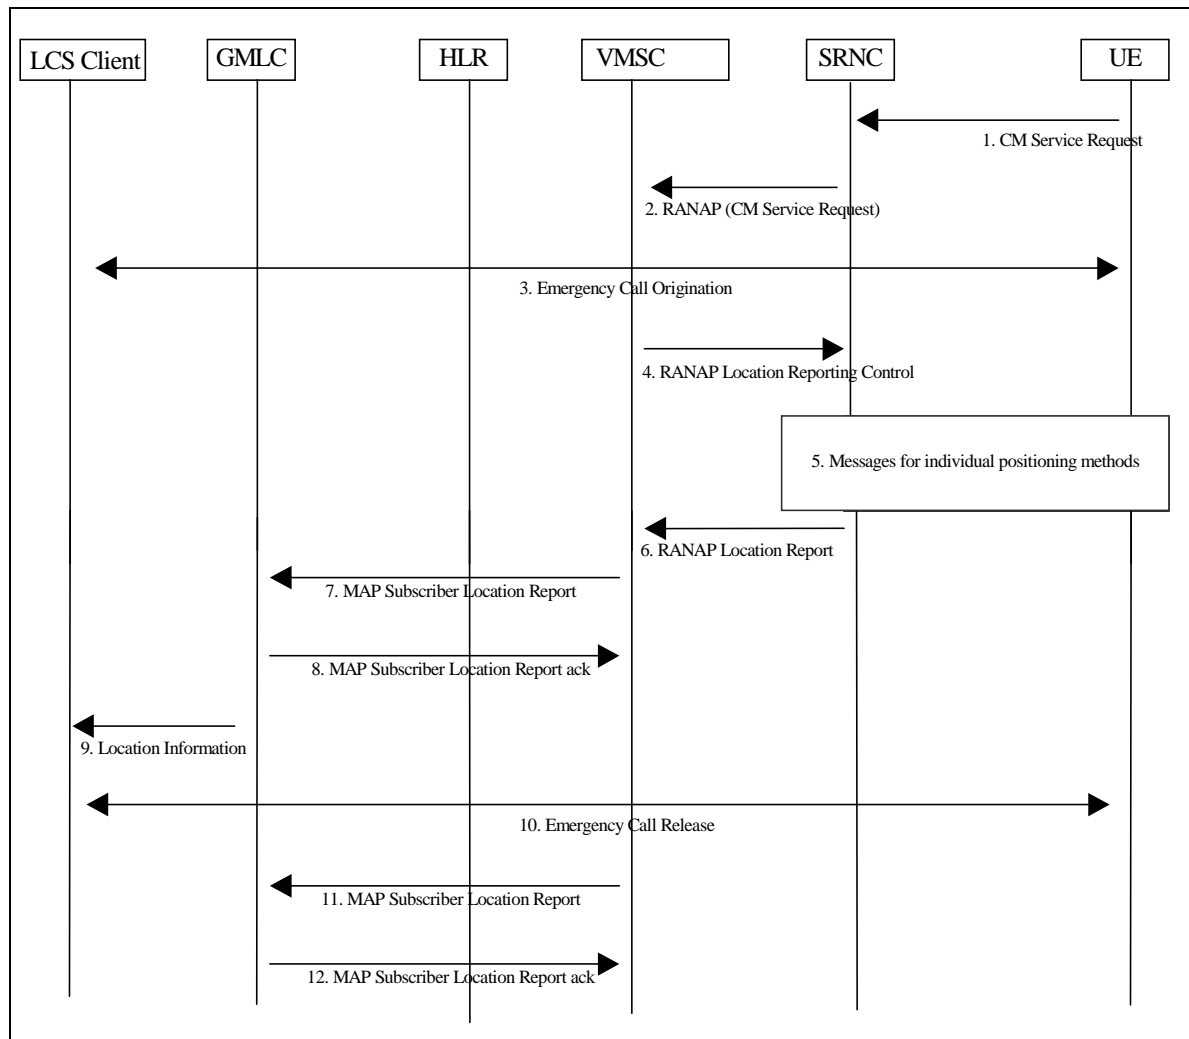 LCS Client GMLC HLR VMSC SRNC UE
1. CM Service Request
2. RANAP (CM Service Request)
3. Emergency Call Origination
4. RANAP Location Reporting Control
5. Messages for individual positioning methods
6. RANAP Location Report
7. MAP Subscriber Location Report
8. MAP Subscriber Location Report ack
9. Location Information
10. Emergency Call Release
11. MAP Subscriber Location Report
12. MAP Subscriber Location Report ack